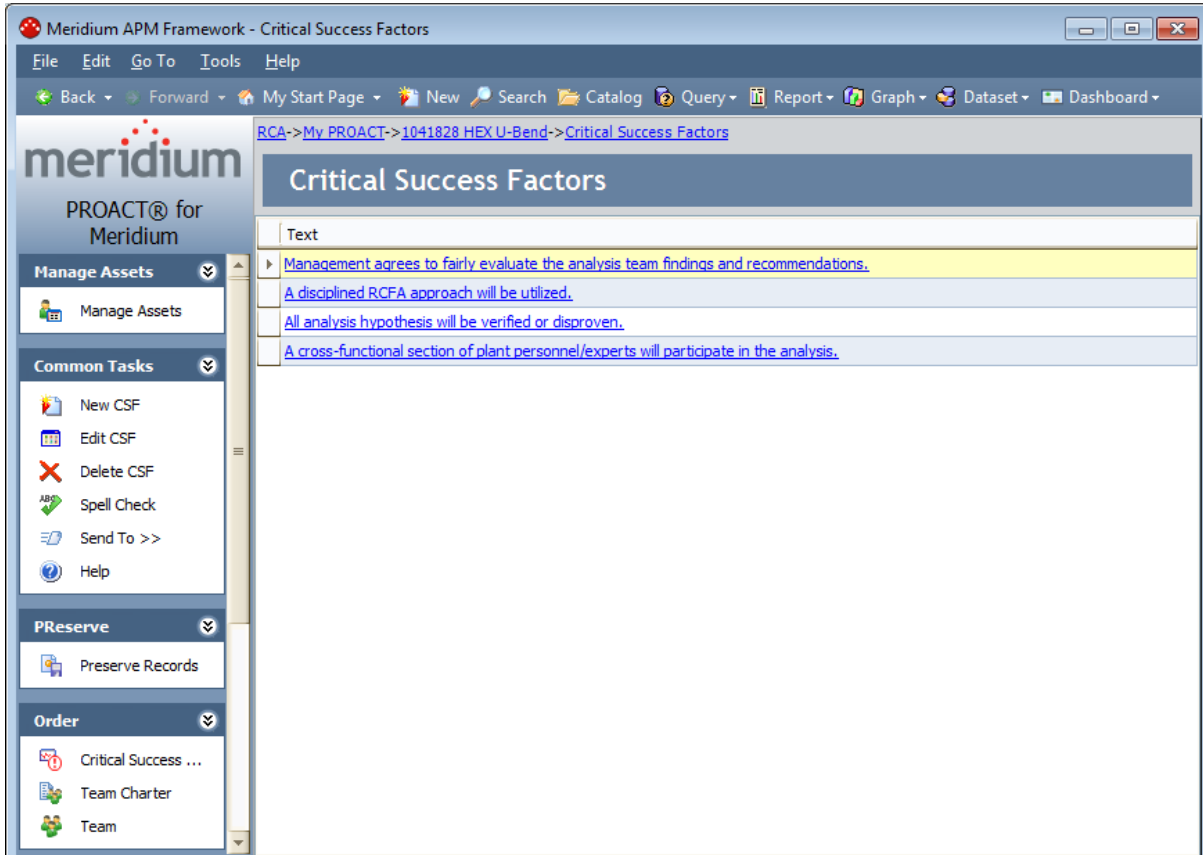 Meridium APM Framework - Critical Success Factors
File Edit Go To Tools Help
Back Forward My Start Page New Search Catalog Query Report Graph Dataset Dashboard
meridium
PROACT® for
Meridium
Manage Assets
Manage Assets
Common Tasks
New CSF
Edit CSF
Delete CSF
ABC
Spell Check
Send To >>
Help
PReserve
Preserve Records
Order
Critical Success ...
Team Charter
Team
RCA->My PROACT->1041828 HEX U-Bend->Critical Success Factors
Critical Success Factors
Text
Management agrees to fairly evaluate the analysis team findings and recommendations.
A disciplined RCFA approach will be utilized.
All analysis hypothesis will be verified or disproven.
A cross-functional section of plant personnel/experts will participate in the analysis.